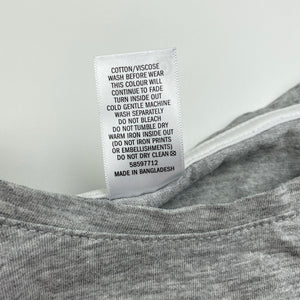 COTTON/VISCOSE
WASH BEFORE WEAR
THIS COLOUR WILL
CONTINUE TO FADE
TURN INSIDE OUT
COLD GENTLE MACHINE
WASH SEPARATELY
DO NOT BLEACH
DO NOT TUMBLE DRY
WARM IRON INSIDE OUT
(DO NOT IRON PRINTS
OR EMBELLISHMENTS)
DO NOT DRY CLEAN
58597712
MADE IN BANGLADESH